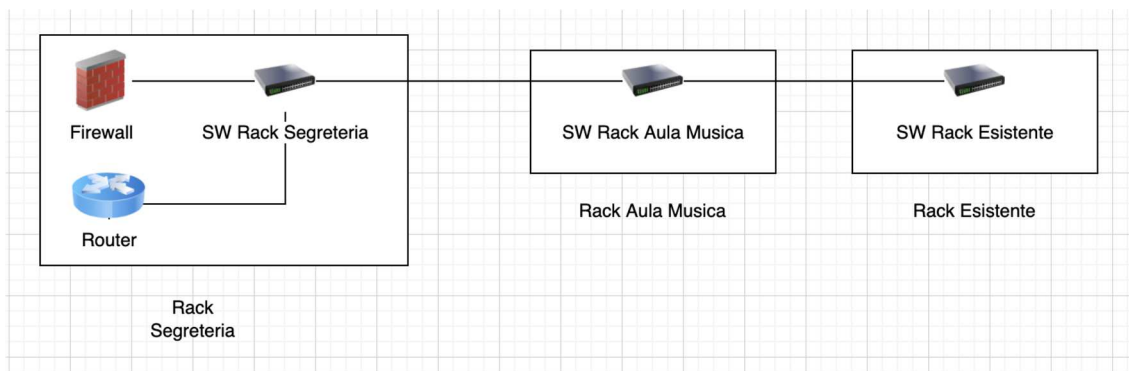 Firewall
SW Rack Segreteria
SW Rack Aula Musica
SW Rack Esistente
Router
Rack Aula Musica
Rack Esistente
Rack
Segreteria